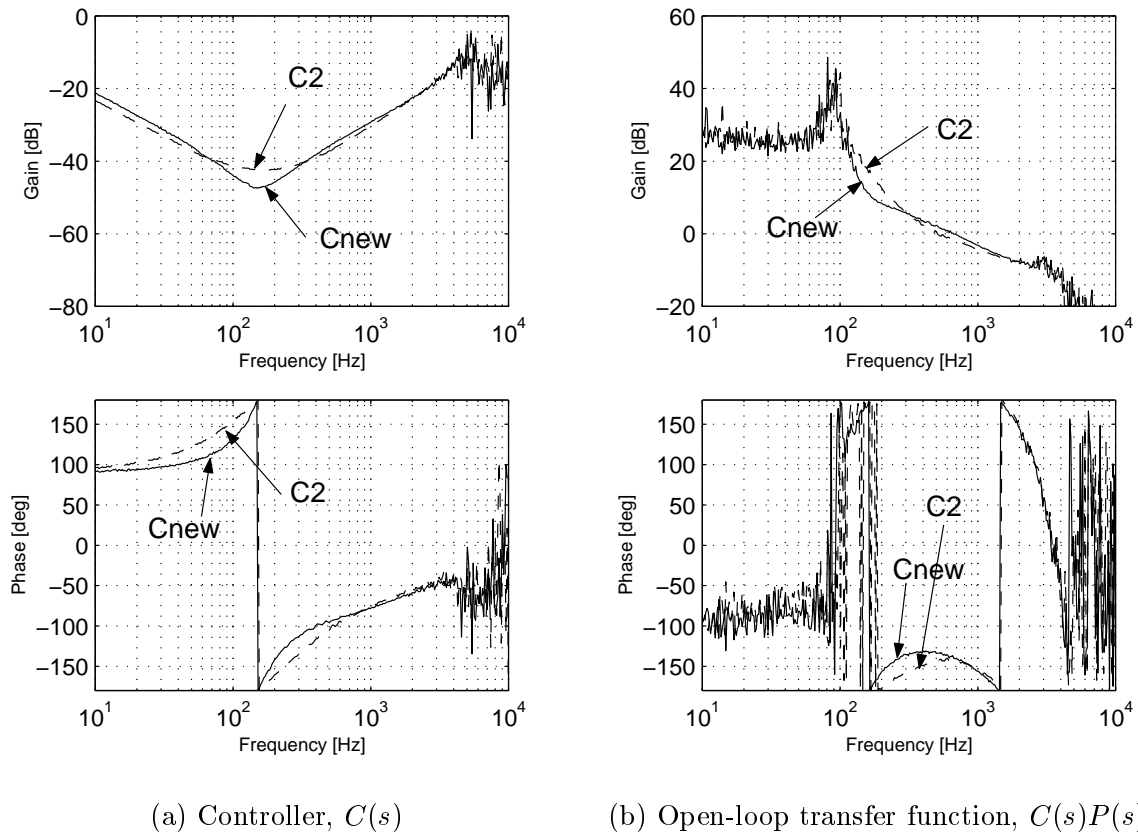 0
−20
−40
−60
−80
Gain [dB]
C2
Cnew
10^1
10^2
10^3
10^4
Frequency [Hz]
60
40
20
0
−20
Gain [dB]
C2
Cnew
10^1
10^2
10^3
10^4
Frequency [Hz]
150
100
50
0
−50
−100
−150
Phase [deg]
C2
Cnew
10^1
10^2
10^3
10^4
Frequency [Hz]
150
100
50
0
−50
−100
−150
Phase [deg]
C2
Cnew
10^1
10^2
10^3
10^4
Frequency [Hz]
(a) Controller, C(s)
(b) Open-loop transfer function, C(s)P(s